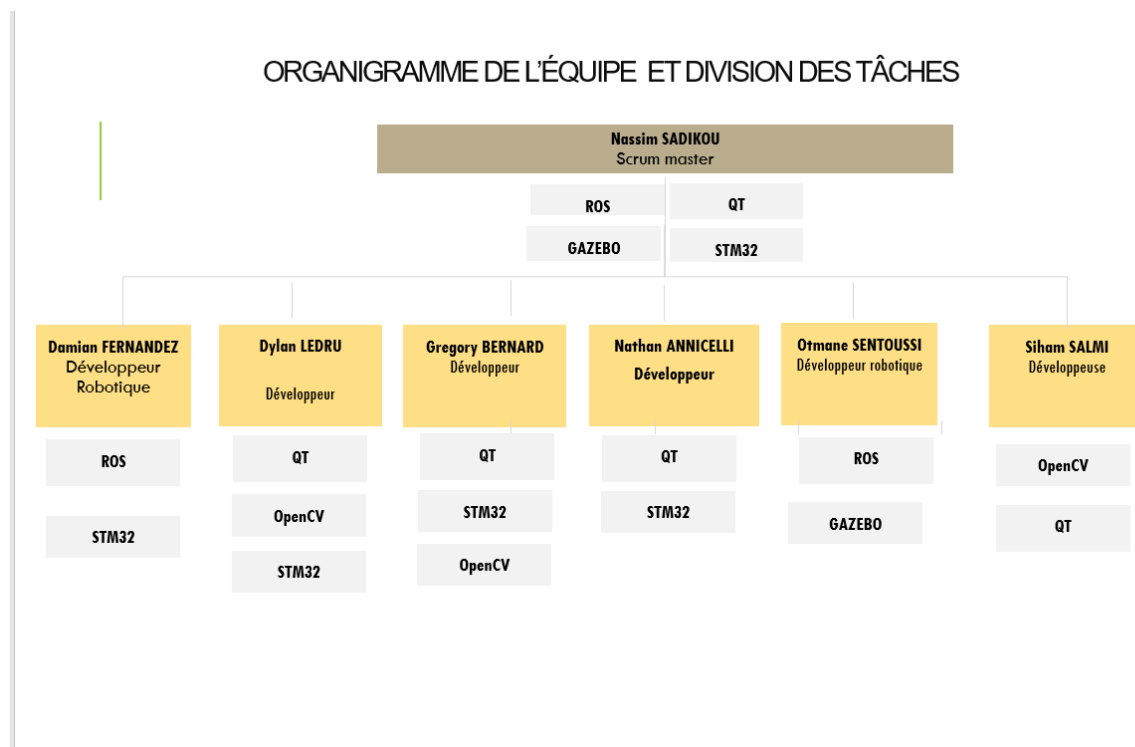 ORGANIGRAMME DE L'ÉQUIPE ET DIVISION DES TÂCHES
Nassim SADIKOU
Scrum master
ROS
QT
GAZEBO
STM32
Damian FERNANDEZ
Développeur
Robotique
ROS
STM32
Dylan LEDRU
Développeur
QT
OpenCV
STM32
Gregory BERNARD
Développeur
QT
STM32
OpenCV
Nathan ANNICELLI
Développeur
QT
STM32
Otmane SENTOUSSI
Développeur robotique
ROS
GAZEBO
Siham SALMI
Développeuse
OpenCV
QT